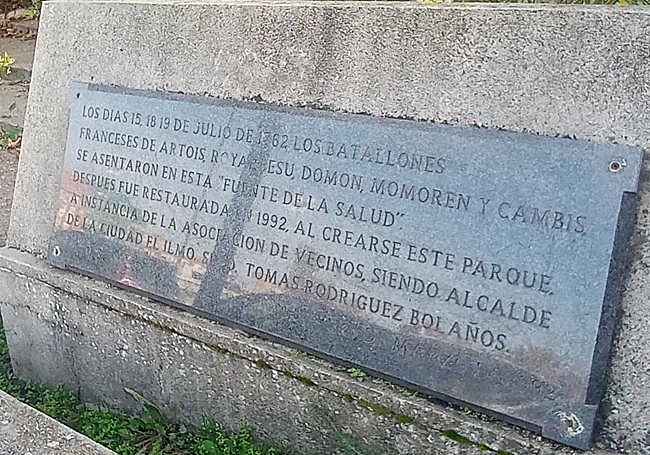 LOS DIAS 15, 18 19 DE JULIO DE 1762 LOS BATALLONES
FRANCESES DE ARTOIS, ROYA ESU, DOMON, MOMOREN Y CAMBIS,
SE ASENTARON EN ESTA "FUENTE DE LA SALUD".
DESPUES FUE RESTAURADA EN 1992, AL CREARSE ESTE PARQUE,
A INSTANCIA DE LA ASOCIACION DE VECINOS, SIENDO ALCALDE
DE LA CIUDAD EL ILMO. TOMAS RODRIGUEZ BOLAÑOS.